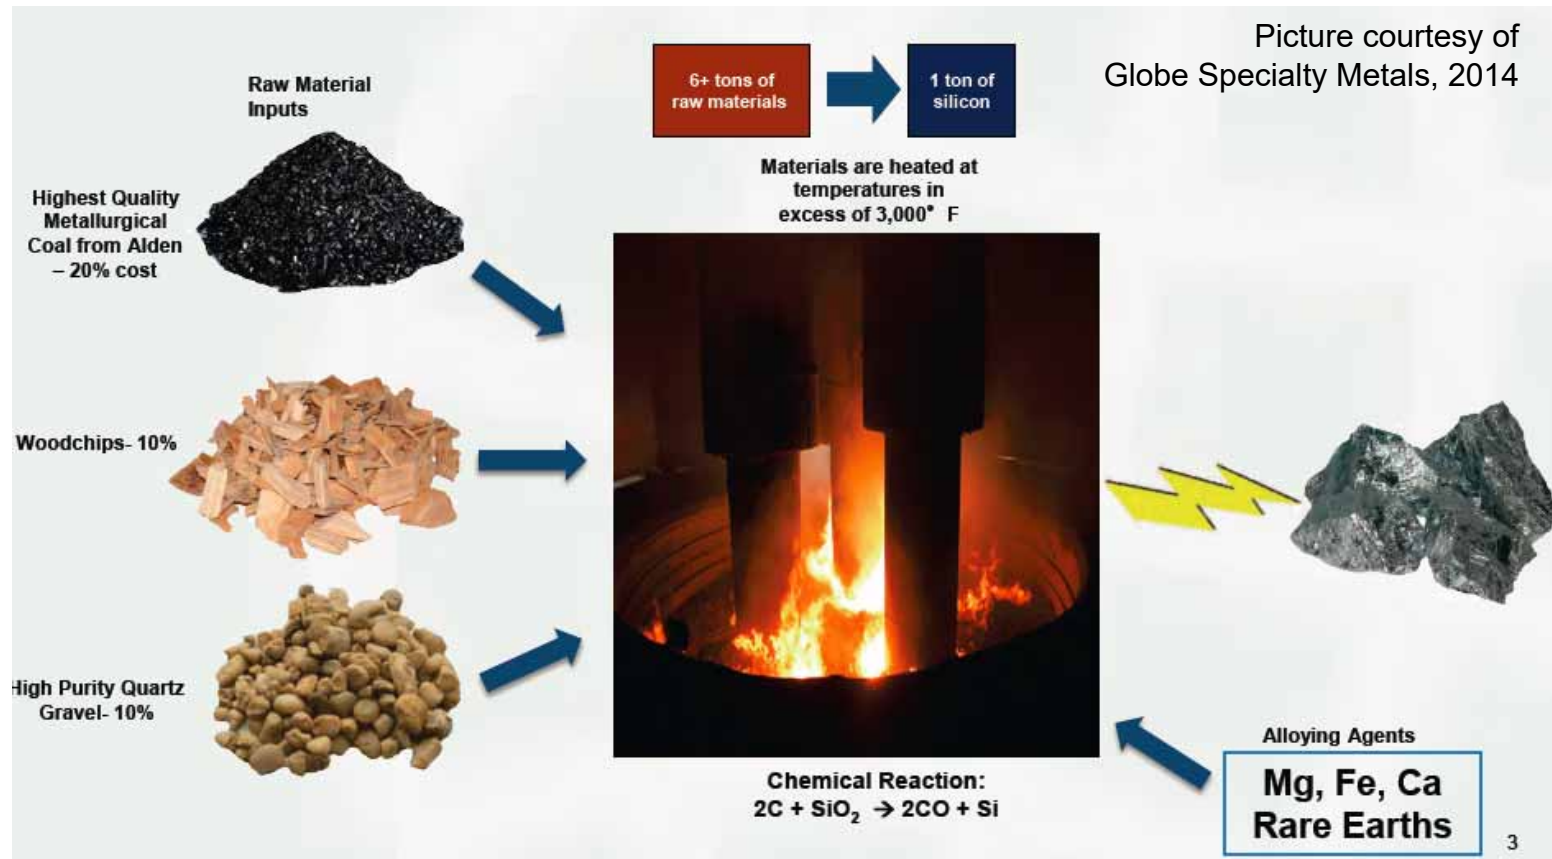 Picture courtesy of
Globe Specialty Metals, 2014
Raw Material
Inputs
6+ tons of
raw materials
1 ton of
silicon
Materials are heated at
temperatures in
excess of 3,000° F
Highest Quality
Metallurgical
Coal from Alden
– 20% cost
Woodchips- 10%
High Purity Quartz
Gravel- 10%
Chemical Reaction:
2C + SiO₂ → 2CO + Si
Alloying Agents
Mg, Fe, Ca
Rare Earths
3